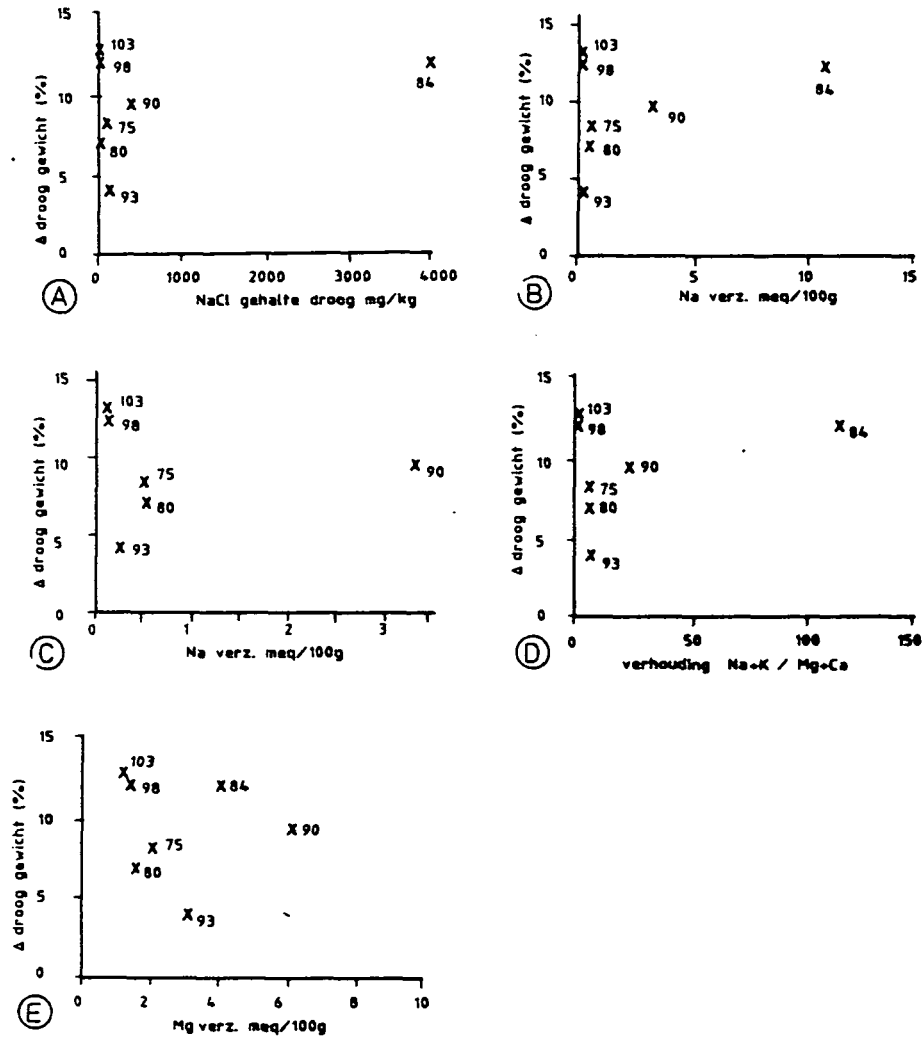 15
10
5
0
Δ droog gewicht (%)
103
98
90
75
80
93
84
0 1000 2000 3000 4000
NaCl gehalte droog mg/kg
A
15
10
5
0
Δ droog gewicht (%)
103
98
84
90
75
80
93
0 5 10 15
Na verz. meq/100g
B
15
10
5
0
Δ droog gewicht (%)
103
98
75
80
90
93
0 1 2 3
Na verz. meq/100g
C
15
10
5
0
Δ droog gewicht (%)
103
98
84
90
75
80
93
0 50 100 150
verhouding Na+K / Mg+Ca
D
15
10
5
0
Δ droog gewicht (%)
103
98
84
90
75
80
93
0 2 4 6 8 10
Mg verz. meq/100g
E